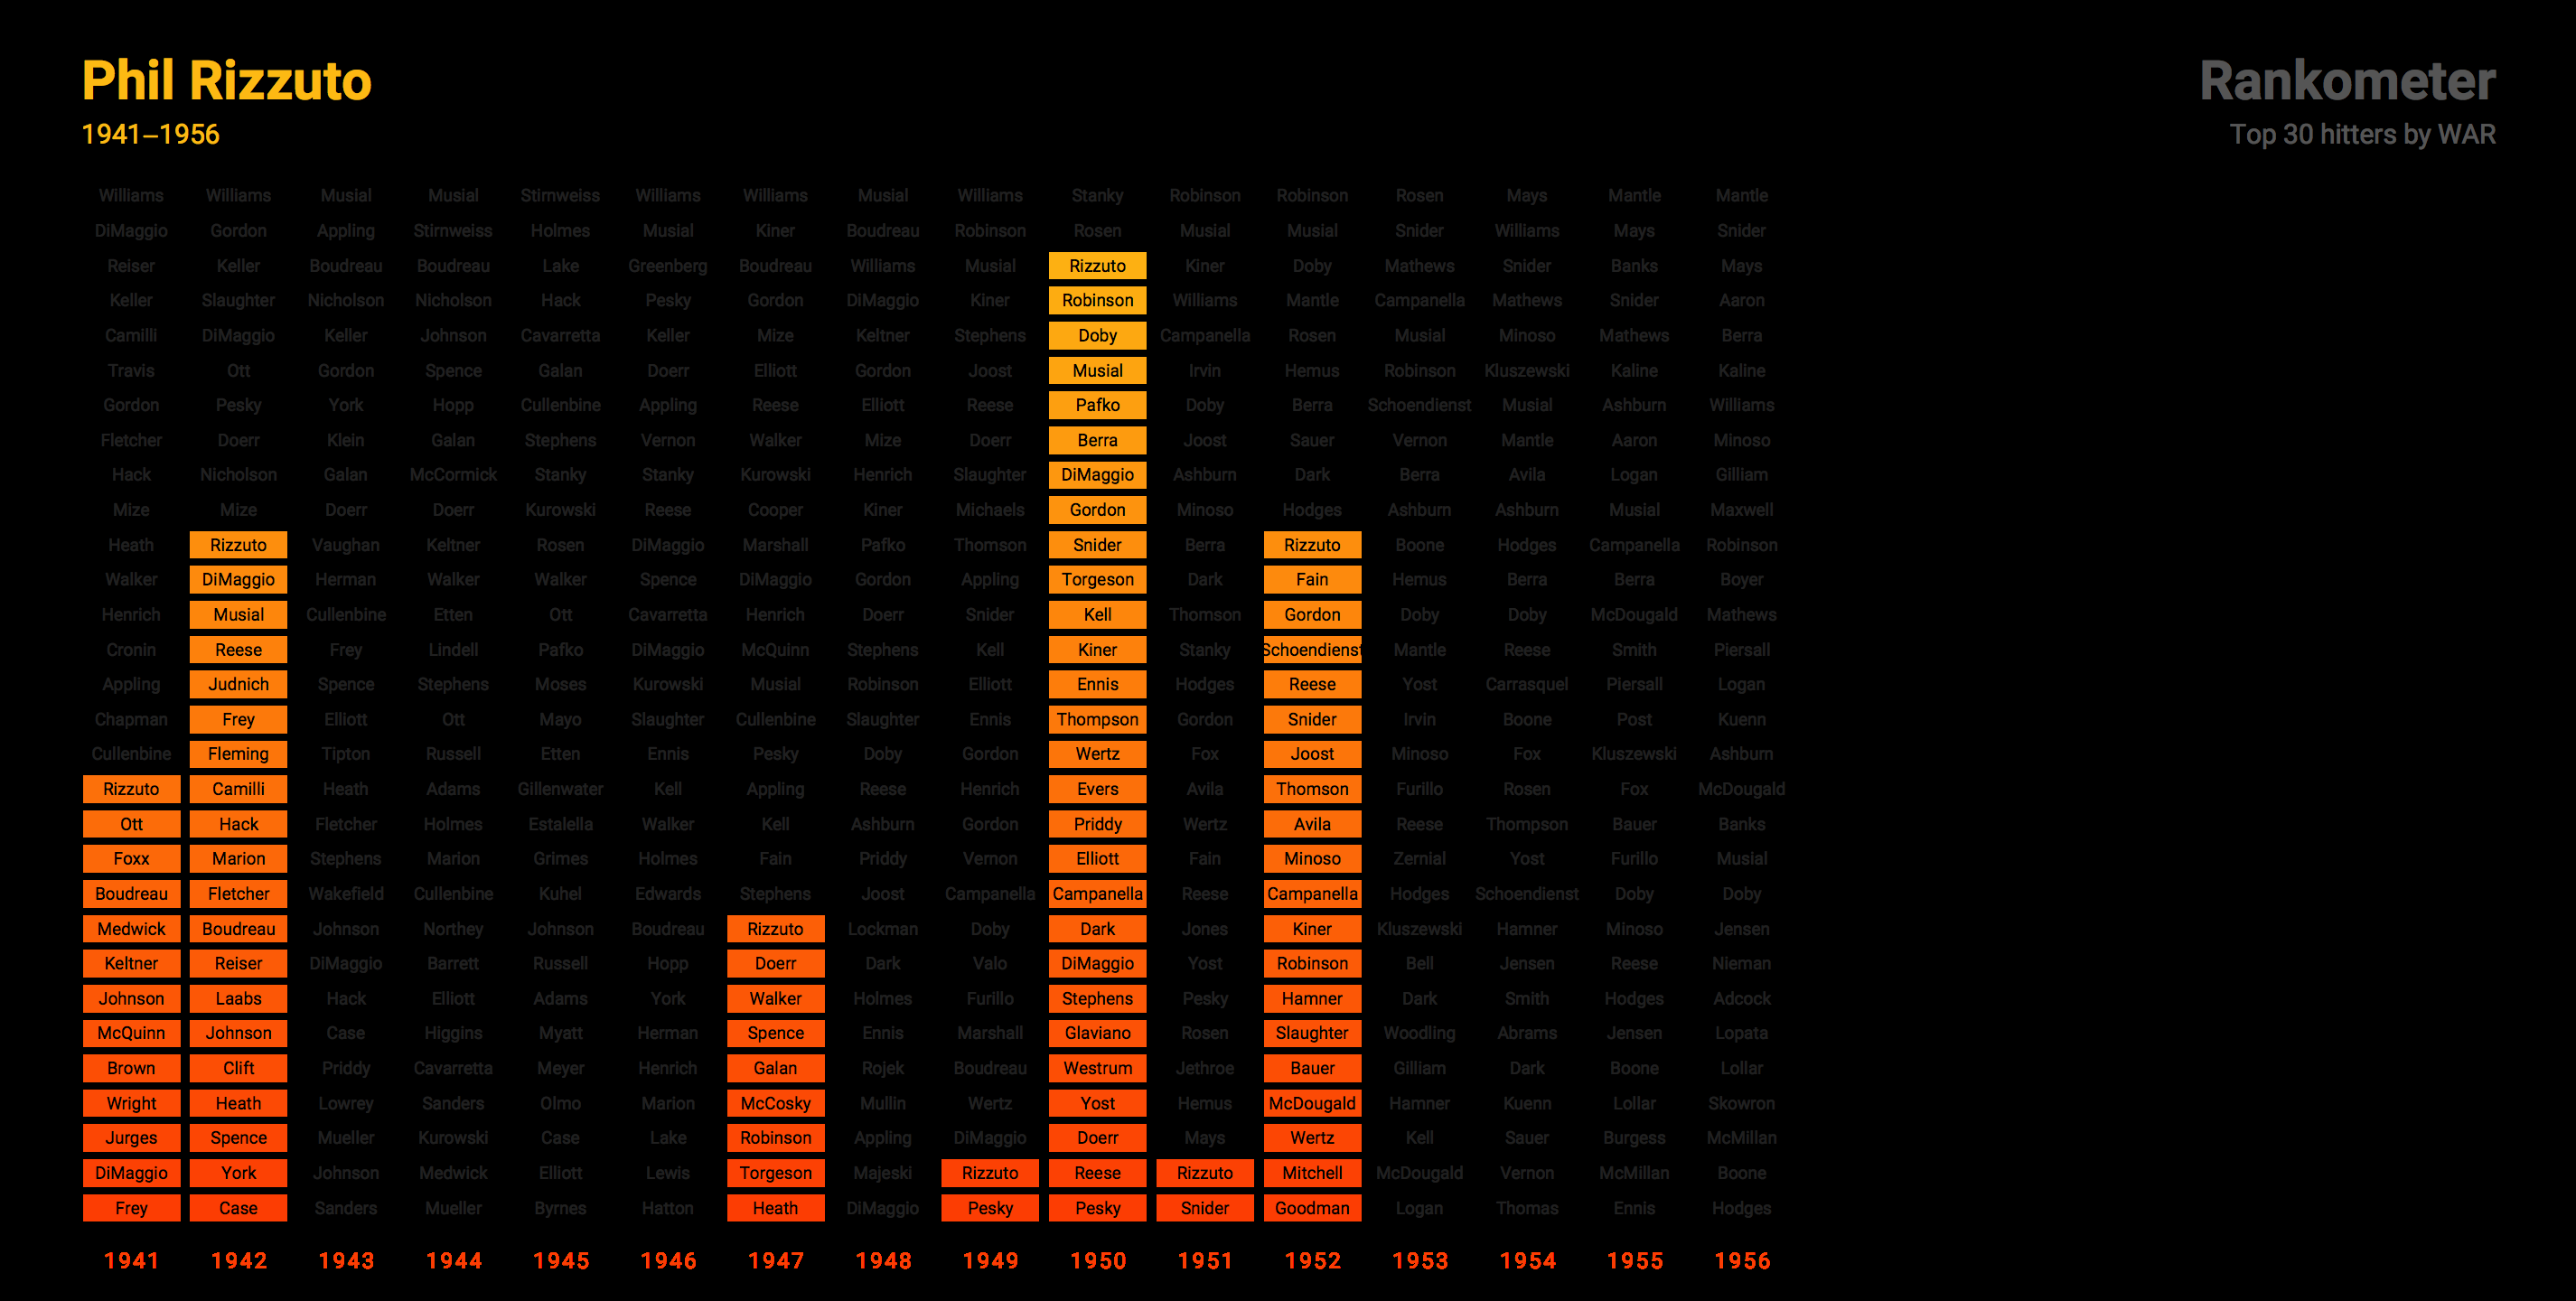 Phil Rizzuto
1941–1956
Rankometer
Top 30 hitters by WAR
Williams Williams Musial Musial Stirnweiss Williams Williams Musial Williams Stanky Robinson Robinson Rosen Mays Mantle Mantle
DiMaggio Gordon Appling Stirnweiss Holmes Musial Kiner Boudreau Robinson Rosen Musial Musial Snider Williams Mays Snider
Reiser Keller Boudreau Boudreau Lake Greenberg Boudreau Williams Musial Rizzuto Kiner Doby Mathews Snider Banks Mays
Keller Slaughter Nicholson Nicholson Hack Pesky Gordon DiMaggio Kiner Robinson Williams Mantle Campanella Mathews Snider Aaron
Camilli DiMaggio Keller Johnson Cavarretta Keller Mize Keltner Stephens Doby Campanella Rosen Musial Minoso Mathews Berra
Travis Ott Gordon Spence Galan Doerr Elliott Gordon Joost Musial Irvin Hemus Robinson Kluszewski Kaline Kaline
Gordon Pesky York Hopp Cullenbine Appling Reese Elliott Reese Pafko Doby Berra Schoendienst Musial Ashburn Williams
Fletcher Doerr Klein Galan Stephens Vernon Walker Mize Doerr Berra Joost Sauer Vernon Mantle Aaron Minoso
Hack Nicholson Galan McCormick Stanky Stanky Kurowski Henrich Slaughter DiMaggio Ashburn Dark Berra Avila Logan Gilliam
Mize Mize Doerr Doerr Kurowski Reese Cooper Kiner Michaels Gordon Minoso Hodges Ashburn Ashburn Musial Maxwell
Heath Rizzuto Vaughan Keltner Rosen DiMaggio Marshall Pafko Thomson Snider Berra Rizzuto Boone Hodges Campanella Robinson
Walker DiMaggio Herman Walker Walker Spence DiMaggio Gordon Appling Torgeson Dark Fain Hemus Berra Berra Boyer
Henrich Musial Cullenbine Etten Ott Cavarretta Henrich Doerr Snider Kell Thomson Gordon Doby Doby McDougald Mathews
Cronin Reese Frey Lindell Pafko DiMaggio McQuinn Stephens Kell Kiner Stanky Schoendienst Mantle Reese Smith Piersall
Appling Judnich Spence Stephens Moses Kurowski Musial Robinson Elliott Ennis Hodges Reese Yost Carrasquel Piersall Logan
Chapman Frey Elliott Ott Mayo Slaughter Cullenbine Slaughter Ennis Thompson Gordon Snider Irvin Boone Post Kuenn
Cullenbine Fleming Tipton Russell Etten Ennis Pesky Doby Gordon Wertz Fox Joost Minoso Fox Kluszewski Ashburn
Rizzuto Camilli Heath Adams Gillenwater Kell Appling Reese Henrich Evers Avila Thomson Furillo Rosen Fox McDougald
Ott Hack Fletcher Holmes Estalella Walker Kell Ashburn Gordon Priddy Wertz Avila Reese Thompson Bauer Banks
Foxx Marion Stephens Marion Grimes Holmes Fain Priddy Vernon Elliott Fain Minoso Zernial Yost Furillo Musial
Boudreau Fletcher Wakefield Cullenbine Kuhel Edwards Stephens Joost Campanella Campanella Reese Campanella Hodges Schoendienst Doby Doby
Medwick Boudreau Johnson Northey Johnson Boudreau Rizzuto Lockman Doby Dark Jones Kiner Kluszewski Hamner Minoso Jensen
Keltner Reiser DiMaggio Barrett Russell Hopp Doerr Dark Valo DiMaggio Yost Robinson Bell Jensen Reese Nieman
Johnson Laabs Hack Elliott Adams York Walker Holmes Furillo Stephens Pesky Hamner Dark Smith Hodges Adcock
McQuinn Johnson Case Higgins Myatt Herman Spence Ennis Marshall Glaviano Rosen Slaughter Woodling Abrams Jensen Lopata
Brown Clift Priddy Cavarretta Meyer Henrich Galan Rojek Boudreau Westrum Jethroe Bauer Gilliam Dark Boone Lollar
Wright Heath Lowrey Sanders Olmo Marion McCosky Mullin Wertz Yost Hemus McDougald Hamner Kuenn Lollar Skowron
Jurges Spence Mueller Kurowski Case Lake Robinson Appling DiMaggio Doerr Mays Wertz Kell Sauer Burgess McMillan
DiMaggio York Johnson Medwick Elliott Lewis Torgeson Majeski Rizzuto Reese Rizzuto Mitchell McDougald Vernon McMillan Boone
Frey Case Sanders Mueller Byrnes Hatton Heath DiMaggio Pesky Pesky Snider Goodman Logan Thomas Ennis Hodges
1941 1942 1943 1944 1945 1946 1947 1948 1949 1950 1951 1952 1953 1954 1955 1956